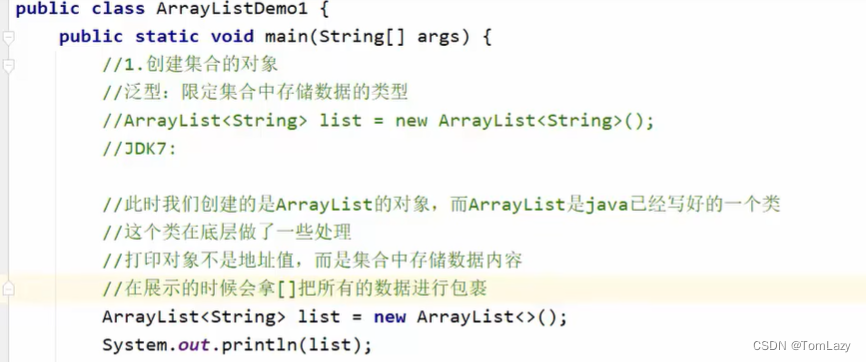 public class ArrayListDemo1 {
public static void main(String[] args) {
//1.创建集合的对象
//泛型：限定集合中存储数据的类型
//ArrayList<String> list = new ArrayList<String>();
//JDK7:
//此时我们创建的是ArrayList的对象，而ArrayList是java已经写好的一个类
//这个类在底层做了一些处理
//打印对象不是地址值，而是集合中存储数据内容
//在展示的时候会拿[]把所有的数据进行包裹
ArrayList<String> list = new ArrayList<>();
System.out.println(list);
CSDN @TomLazy